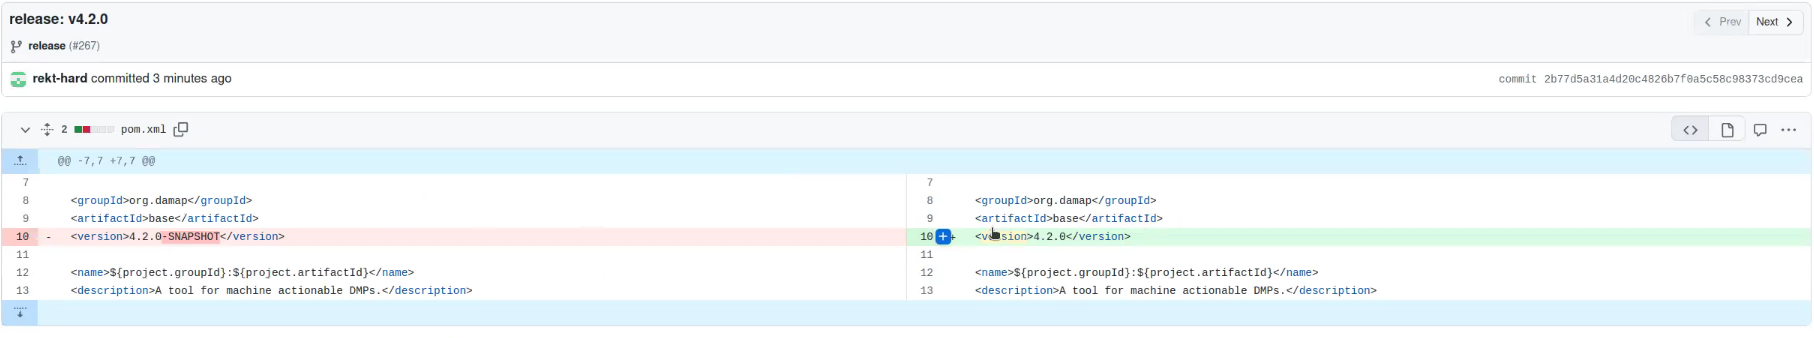 release: v4.2.0
Prev Next
release (#267)
rekt-hard committed 3 minutes ago
commit 2b77d5a31a4d20c4826b7f0a5c58c98373cd9cea
2 pom.xml
@@ -7,7 +7,7 @@
7 7
8 <groupId>org.damap</groupId> 8 <groupId>org.damap</groupId>
9 <artifactId>base</artifactId> 9 <artifactId>base</artifactId>
10 - <version>4.2.0-SNAPSHOT</version> 10 + <version>4.2.0</version>
11 11
12 <name>${project.groupId}:${project.artifactId}</name> 12 <name>${project.groupId}:${project.artifactId}</name>
13 <description>A tool for machine actionable DMPs.</description> 13 <description>A tool for machine actionable DMPs.</description>